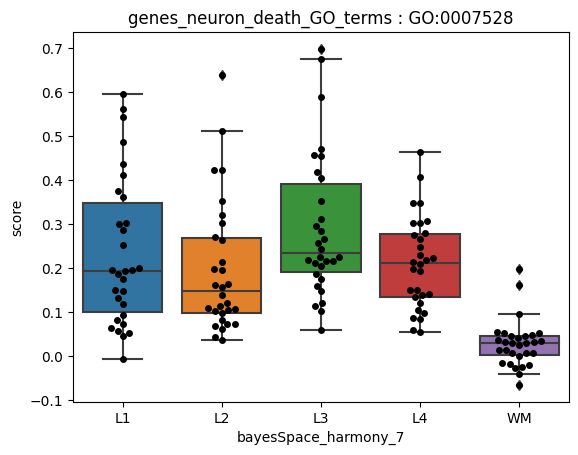 genes_neuron_death_GO_terms : GO:0007528
score
0.7
0.6
0.5
0.4
0.3
0.2
0.1
0.0
−0.1
L1 L2 L3 L4 WM
bayesSpace_harmony_7